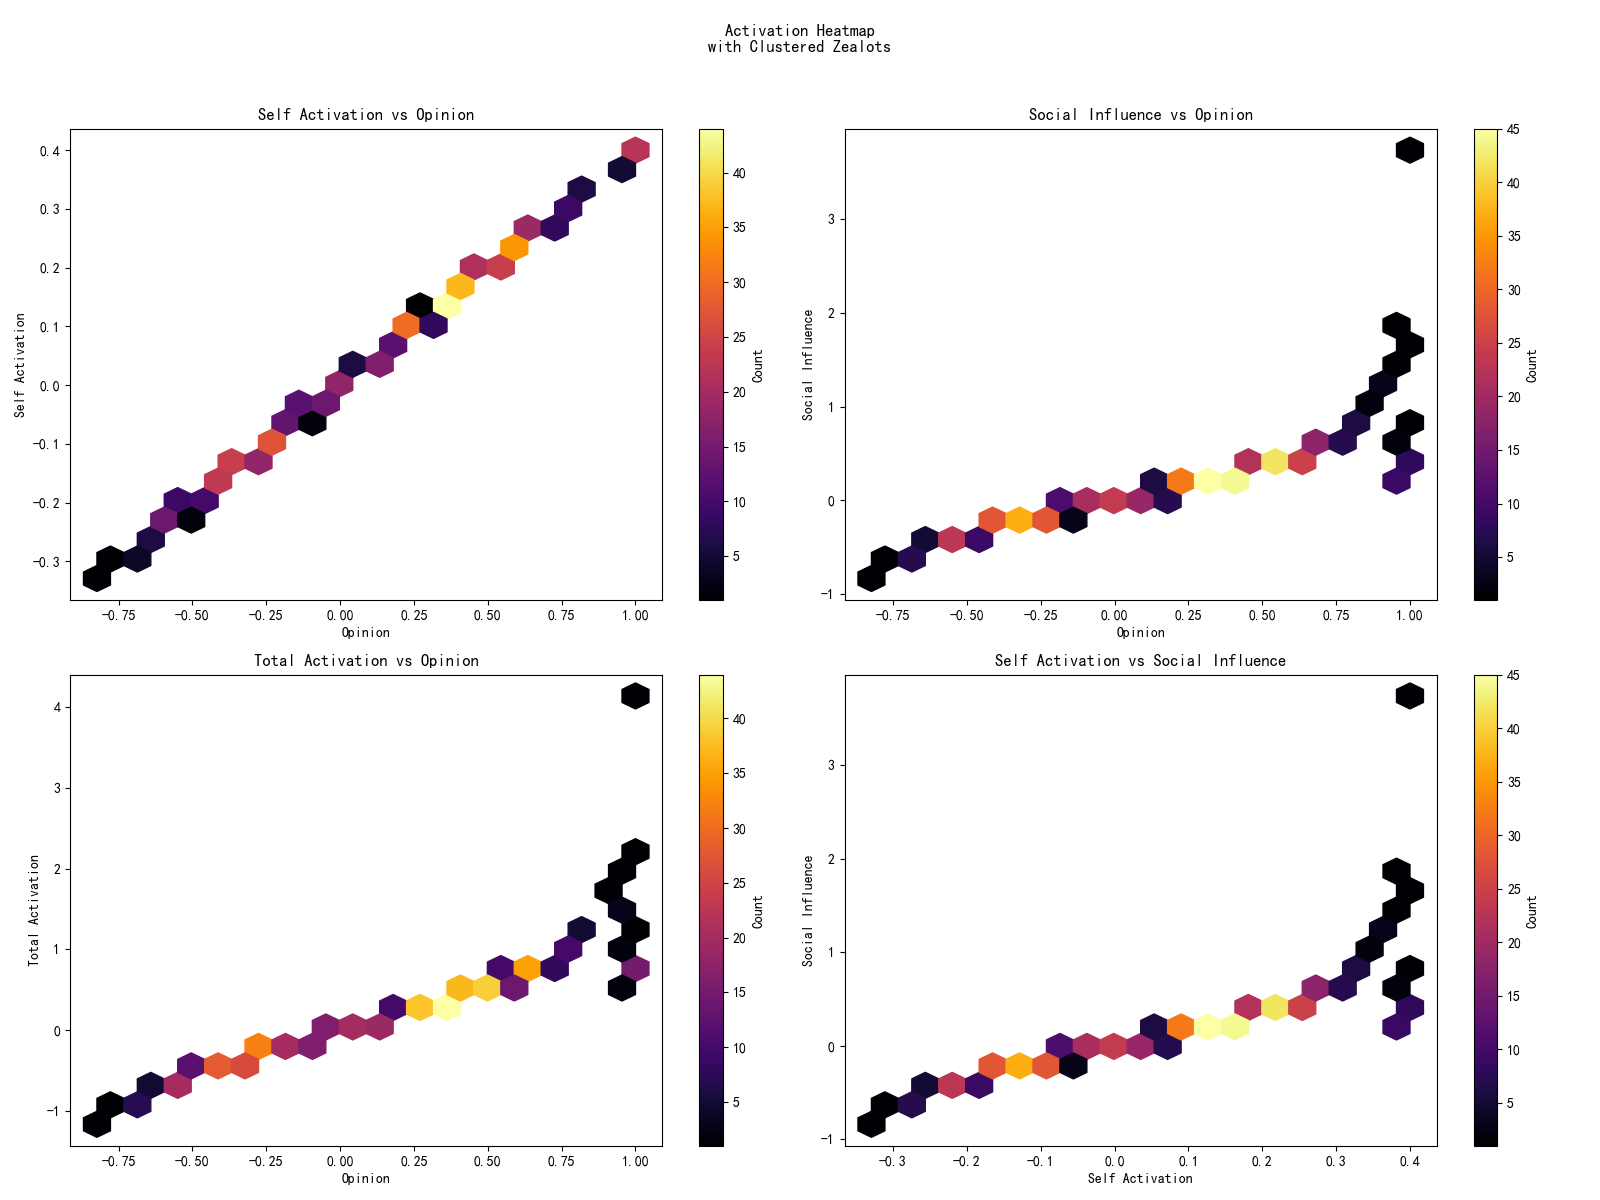 Activation Heatmap
with Clustered Zealots
Self Activation vs Opinion
Self Activation
0.4
0.3
0.2
0.1
0.0
−0.1
−0.2
−0.3
−0.75 −0.50 −0.25 0.00 0.25 0.50 0.75 1.00
Opinion
40
35
30
25
20
15
10
5
Count
Social Influence vs Opinion
Social Influence
3
2
1
0
−1
−0.75 −0.50 −0.25 0.00 0.25 0.50 0.75 1.00
Opinion
45
40
35
30
25
20
15
10
5
Count
Total Activation vs Opinion
Total Activation
4
3
2
1
0
−1
−0.75 −0.50 −0.25 0.00 0.25 0.50 0.75 1.00
Opinion
40
35
30
25
20
15
10
5
Count
Self Activation vs Social Influence
Social Influence
3
2
1
0
−1
−0.3 −0.2 −0.1 0.0 0.1 0.2 0.3 0.4
Self Activation
45
40
35
30
25
20
15
10
5
Count